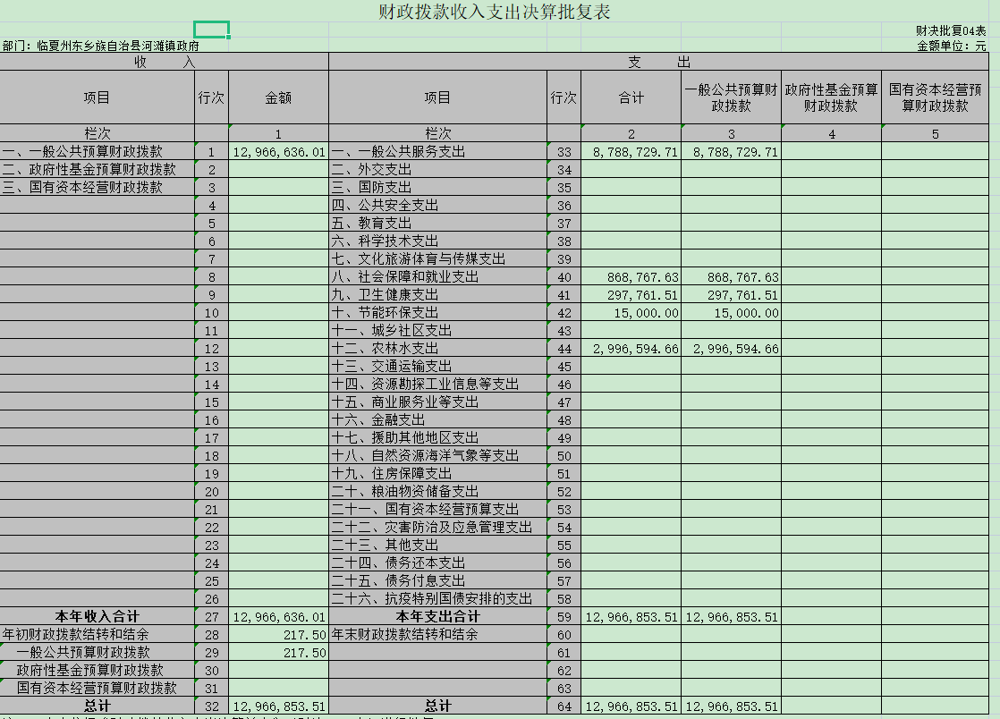 财政拨款收入支出决算批复表
财决批复04表
部门：临夏州东乡族自治县河滩镇政府 金额单位：元
收 入 支 出
项目 行次 金额 项目 行次 合计 一般公共预算财政拨款 政府性基金预算财政拨款 国有资本经营预算财政拨款
栏次 1 栏次 2 3 4 5
一、一般公共预算财政拨款 1 12,966,636.01 一、一般公共服务支出 33 8,788,729.71 8,788,729.71
二、政府性基金预算财政拨款 2 二、外交支出 34
三、国有资本经营财政拨款 3 三、国防支出 35
4 四、公共安全支出 36
5 五、教育支出 37
6 六、科学技术支出 38
7 七、文化旅游体育与传媒支出 39
8 八、社会保障和就业支出 40 868,767.63 868,767.63
9 九、卫生健康支出 41 297,761.51 297,761.51
10 十、节能环保支出 42 15,000.00 15,000.00
11 十一、城乡社区支出 43
12 十二、农林水支出 44 2,996,594.66 2,996,594.66
13 十三、交通运输支出 45
14 十四、资源勘探工业信息等支出 46
15 十五、商业服务业等支出 47
16 十六、金融支出 48
17 十七、援助其他地区支出 49
18 十八、自然资源海洋气象等支出 50
19 十九、住房保障支出 51
20 二十、粮油物资储备支出 52
21 二十一、国有资本经营预算支出 53
22 二十二、灾害防治及应急管理支出 54
23 二十三、其他支出 55
24 二十四、债务还本支出 56
25 二十五、债务付息支出 57
26 二十六、抗疫特别国债安排的支出 58
本年收入合计 27 12,966,636.01 本年支出合计 59 12,966,853.51 12,966,853.51
年初财政拨款结转和结余 28 217.50 年末财政拨款结转和结余 60
一般公共预算财政拨款 29 217.50 61
政府性基金预算财政拨款 30 62
国有资本经营预算财政拨款 31 63
总计 32 12,966,853.51 总计 64 12,966,853.51 12,966,853.51